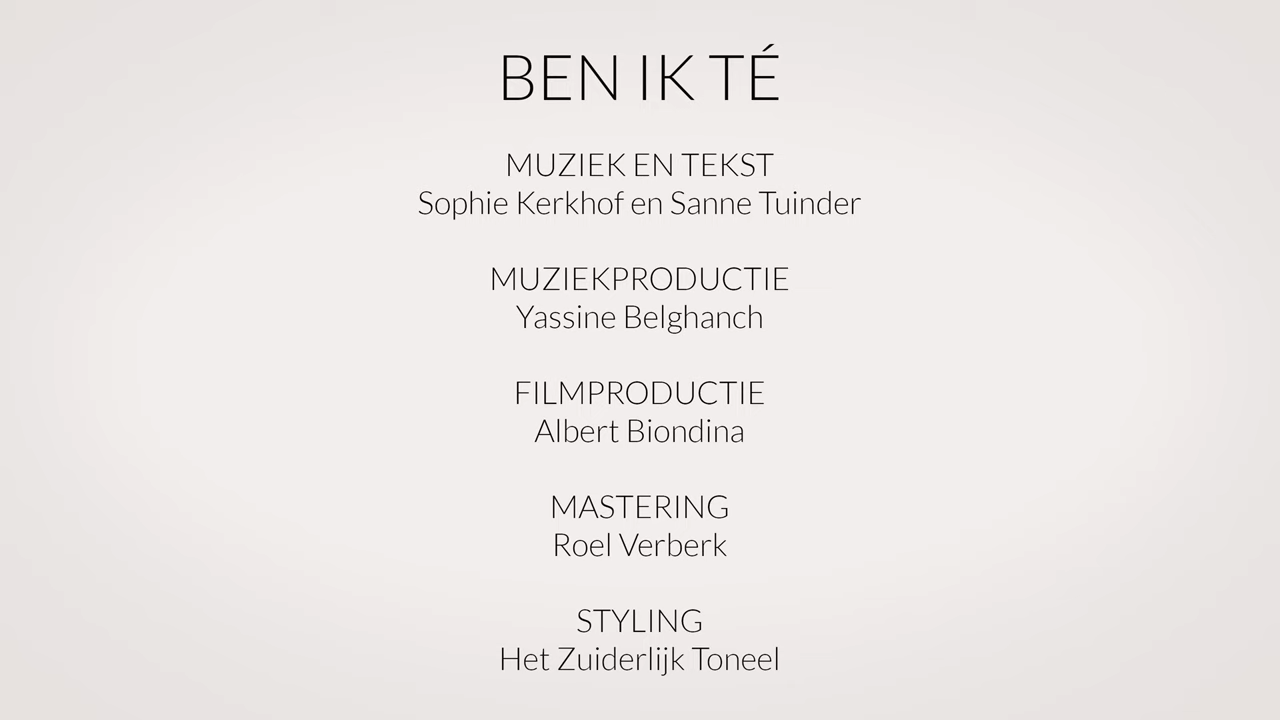 BEN IK TÉ
MUZIEK EN TEKST
Sophie Kerkhof en Sanne Tuinder
MUZIEKPRODUCTIE
Yassine Belghanch
FILMPRODUCTIE
Albert Biondina
MASTERING
Roel Verberk
STYLING
Het Zuiderlijk Toneel